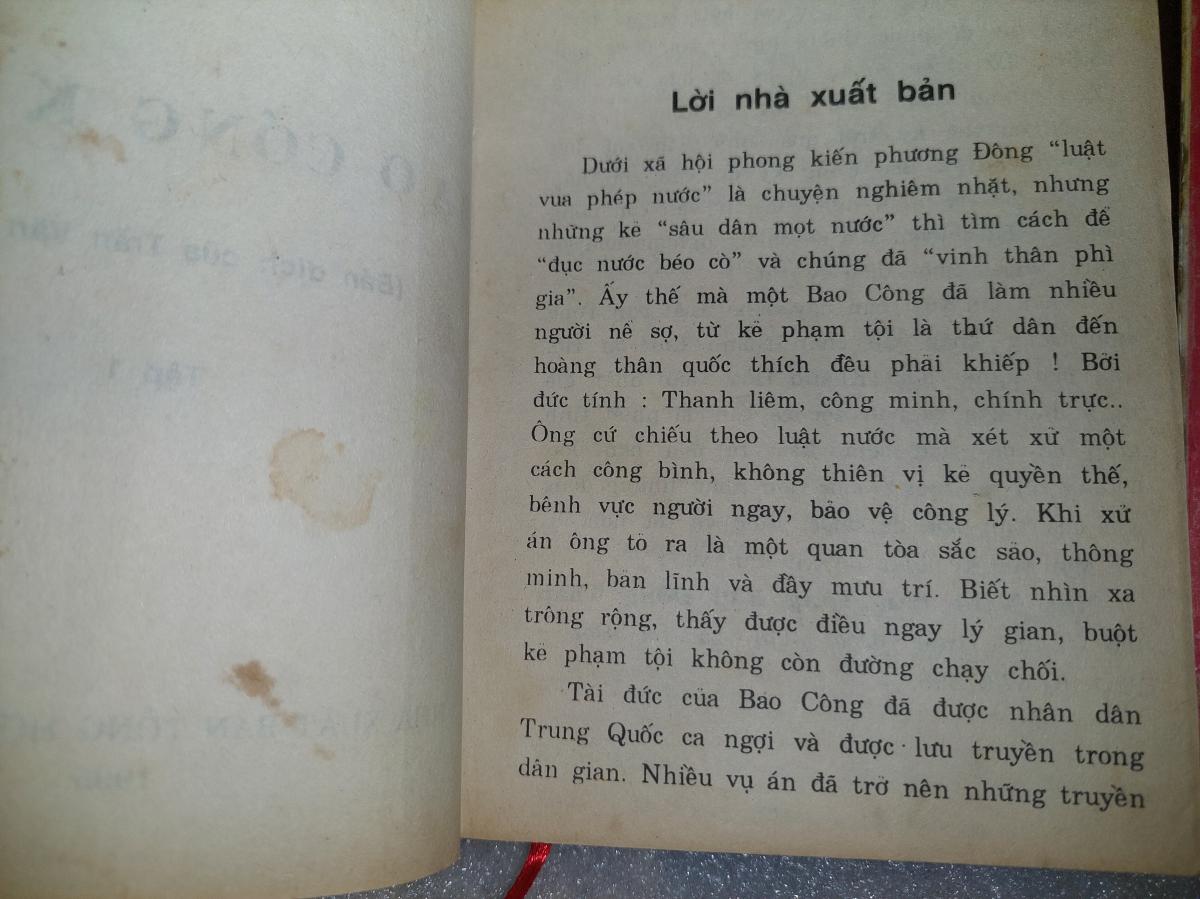 Lời nhà xuất bản
Dưới xã hội phong kiến phương Đông “luật
vua phép nước” là chuyện nghiêm nhặt, nhưng
những kẻ “sâu dân mọt nước” thì tìm cách để
“đục nước béo cò” và chúng đã “vinh thân phì
gia”. Ấy thế mà một Bao Công đã làm nhiều
người nể sợ, từ kẻ phạm tội là thứ dân đến
hoàng thân quốc thích đều phải khiếp ! Bởi
đức tính : Thanh liêm, công minh, chính trực..
Ông cứ chiếu theo luật nước mà xét xử một
cách công bình, không thiên vị kẻ quyền thế,
bênh vực người ngay, bảo vệ công lý. Khi xử
án ông tỏ ra là một quan tòa sắc sảo, thông
minh, bản lĩnh và đầy mưu trí. Biết nhìn xa
trông rộng, thấy được điều ngay lý gian, buột
kẻ phạm tội không còn đường chạy chối.
Tài đức của Bao Công đã được nhân dân
Trung Quốc ca ngợi và được lưu truyền trong
dân gian. Nhiều vụ án đã trở nên những truyền